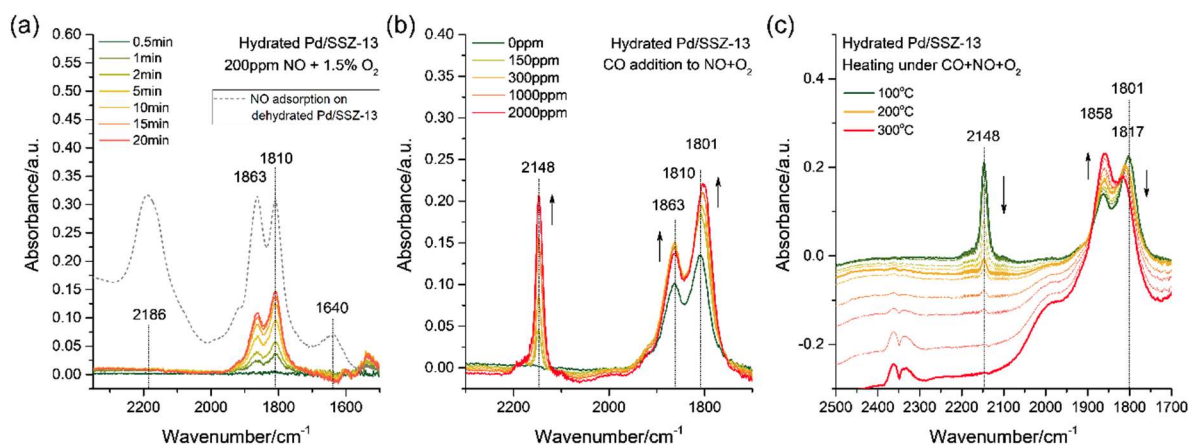 (a)
0.5min
1min
2min
5min
10min
15min
20min
Hydrated Pd/SSZ-13
200ppm NO + 1.5% O₂
NO adsorption on
dehydrated Pd/SSZ-13
2186
1863
1810
1640
0.60
0.55
0.50
0.45
0.40
0.35
0.30
0.25
0.20
0.15
0.10
0.05
0.00
Absorbance/a.u.
2200
2000
1800
1600
Wavenumber/cm⁻¹
(b)
0ppm
150ppm
300ppm
1000ppm
2000ppm
Hydrated Pd/SSZ-13
CO addition to NO+O₂
2148
1863
1810
1801
0.45
0.40
0.35
0.30
0.25
0.20
0.15
0.10
0.05
0.00
Absorbance/a.u.
2200
2000
1800
Wavenumber/cm⁻¹
(c)
Hydrated Pd/SSZ-13
Heating under CO+NO+O₂
100°C
200°C
300°C
2148
1858
1801
1817
0.4
0.2
0.0
-0.2
Absorbance/a.u.
2500
2400
2300
2200
2100
2000
1900
1800
1700
Wavenumber/cm⁻¹